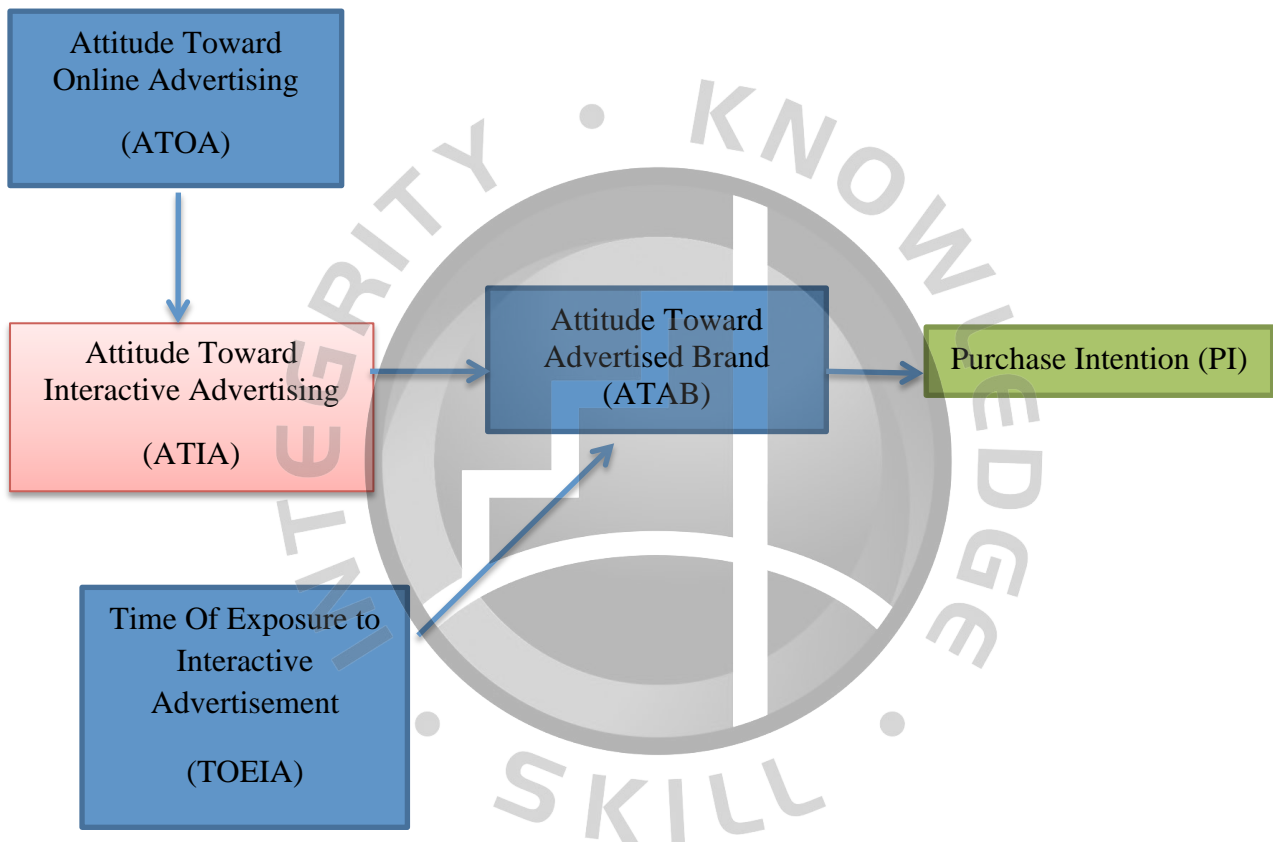 Attitude Toward
Online Advertising
(ATOA)
Attitude Toward
Interactive Advertising
(ATIA)
Attitude Toward
Advertised Brand
(ATAB)
Purchase Intention (PI)
Time Of Exposure to
Interactive
Advertisement
(TOEIA)
INTEGRITY • KNOWLEDGE • SKILL •